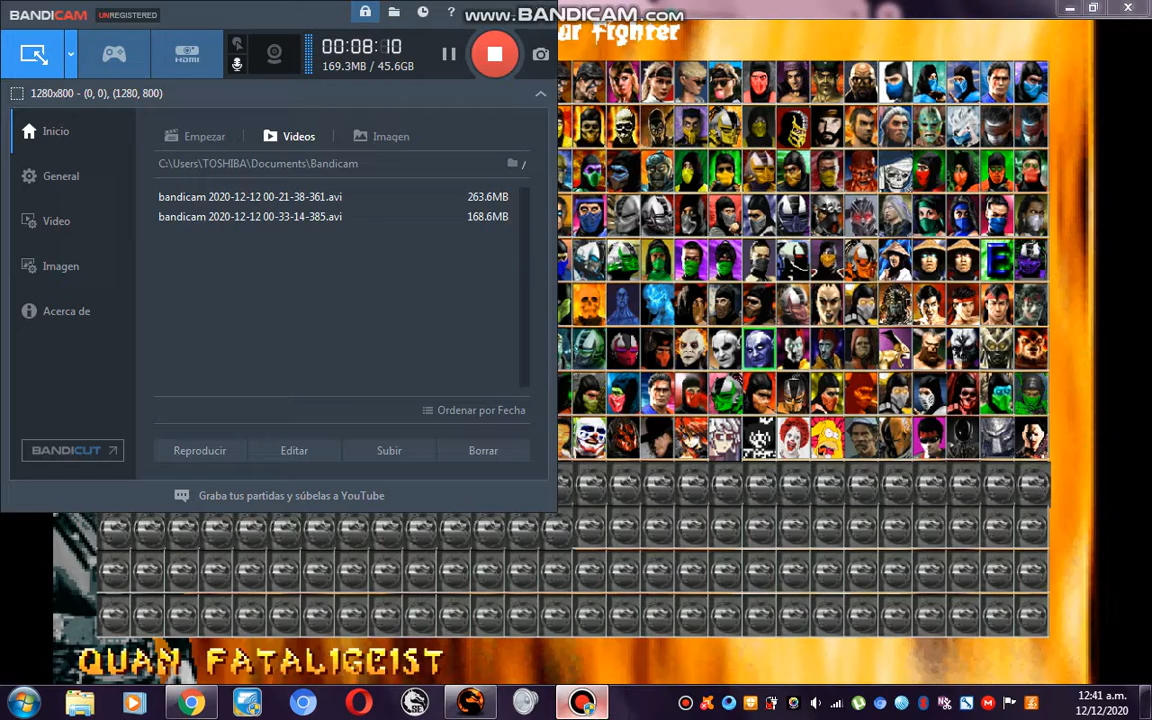 BANDICAM UNREGISTERED
www.BANDICAM.com
ur Fighter
HDMI
00:08:10
169.3MB / 45.6GB
1280x800 - (0, 0), (1280, 800)
Inicio
General
Video
Imagen
Acerca de
BANDICUT
Empezar
Videos
Imagen
C:\Users\TOSHIBA\Documents\Bandicam
/
bandicam 2020-12-12 00-21-38-361.avi 263.6MB
bandicam 2020-12-12 00-33-14-385.avi 168.6MB
Ordenar por Fecha
Reproducir Editar Subir Borrar
Graba tus partidas y súbelas a YouTube
QUAN FATALIGEIST
12:41 a.m.
12/12/2020